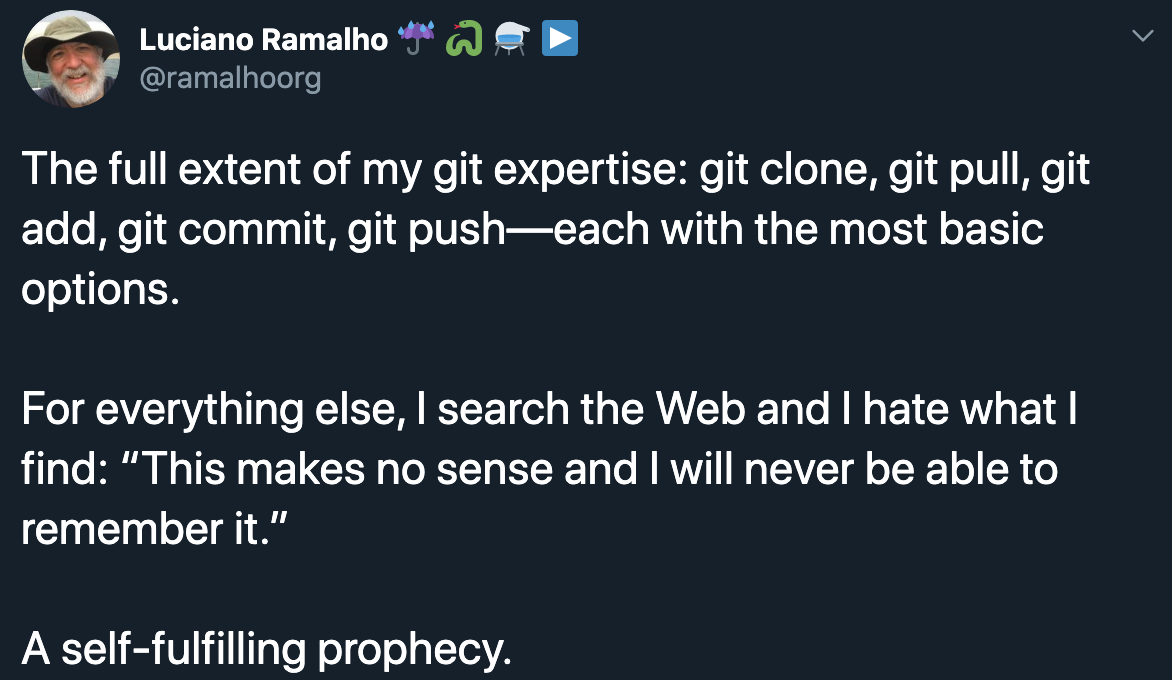 Luciano Ramalho ☔🐍⚗▶
@ramalhoorg
The full extent of my git expertise: git clone, git pull, git
add, git commit, git push—each with the most basic
options.
For everything else, I search the Web and I hate what I
find: “This makes no sense and I will never be able to
remember it.”
A self-fulfilling prophecy.